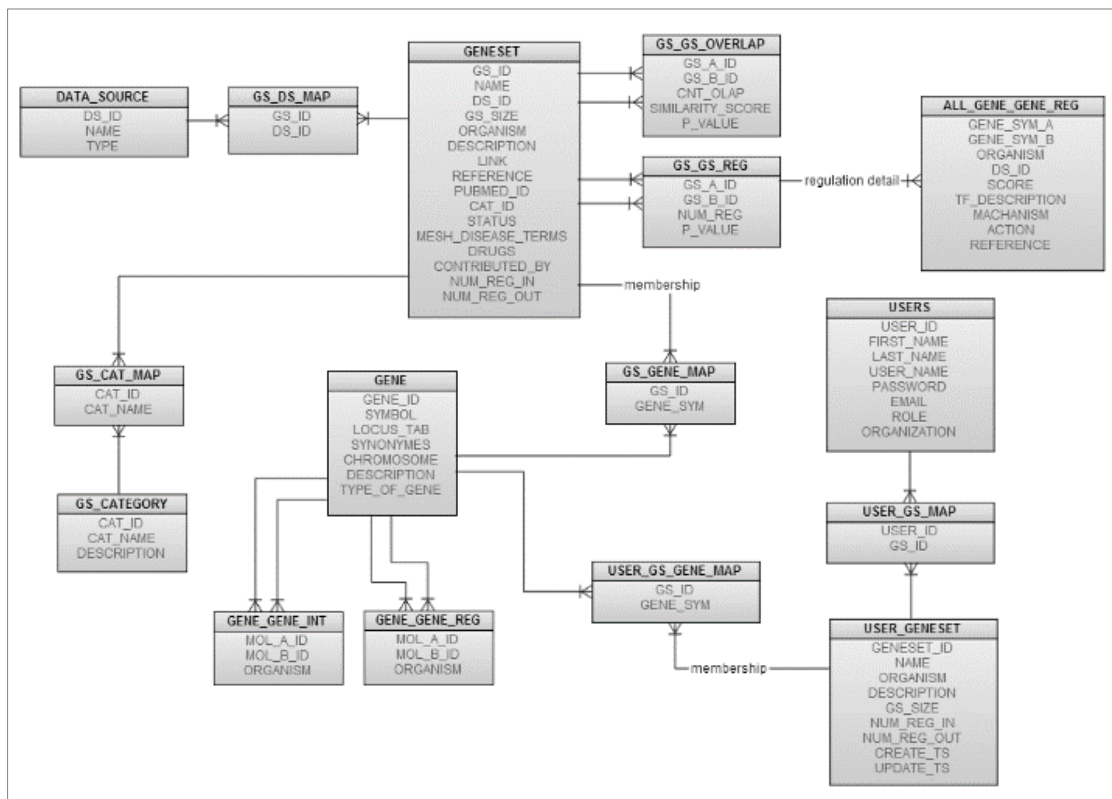 DATA_SOURCE
DS_ID
NAME
TYPE
GS_DS_MAP
GS_ID
DS_ID
GENESET
GS_ID
NAME
DS_ID
GS_SIZE
ORGANISM
DESCRIPTION
LINK
REFERENCE
PUBMED_ID
CAT_ID
STATUS
MESH_DISEASE_TERMS
DRUGS
CONTRIBUTED_BY
NUM_REG_IN
NUM_REG_OUT
GS_GS_OVERLAP
GS_A_ID
GS_B_ID
CNT_OLAP
SIMILARITY_SCORE
P_VALUE
GS_GS_REG
GS_A_ID
GS_B_ID
NUM_REG
P_VALUE
regulation detail
ALL_GENE_GENE_REG
GENE_SYM_A
GENE_SYM_B
ORGANISM
DS_ID
SCORE
TF_DESCRIPTION
MACHANISM
ACTION
REFERENCE
membership
GS_CAT_MAP
CAT_ID
CAT_NAME
GS_CATEGORY
CAT_ID
CAT_NAME
DESCRIPTION
GENE
GENE_ID
SYMBOL
LOCUS_TAB
SYNONYMES
CHROMOSOME
DESCRIPTION
TYPE_OF_GENE
GS_GENE_MAP
GS_ID
GENE_SYM
USERS
USER_ID
FIRST_NAME
LAST_NAME
USER_NAME
PASSWORD
EMAIL
ROLE
ORGANIZATION
USER_GS_MAP
USER_ID
GS_ID
GENE_GENE_INT
MOL_A_ID
MOL_B_ID
ORGANISM
GENE_GENE_REG
MOL_A_ID
MOL_B_ID
ORGANISM
USER_GS_GENE_MAP
GS_ID
GENE_SYM
membership
USER_GENESET
GENESET_ID
NAME
ORGANISM
DESCRIPTION
GS_SIZE
NUM_REG_IN
NUM_REG_OUT
CREATE_TS
UPDATE_TS